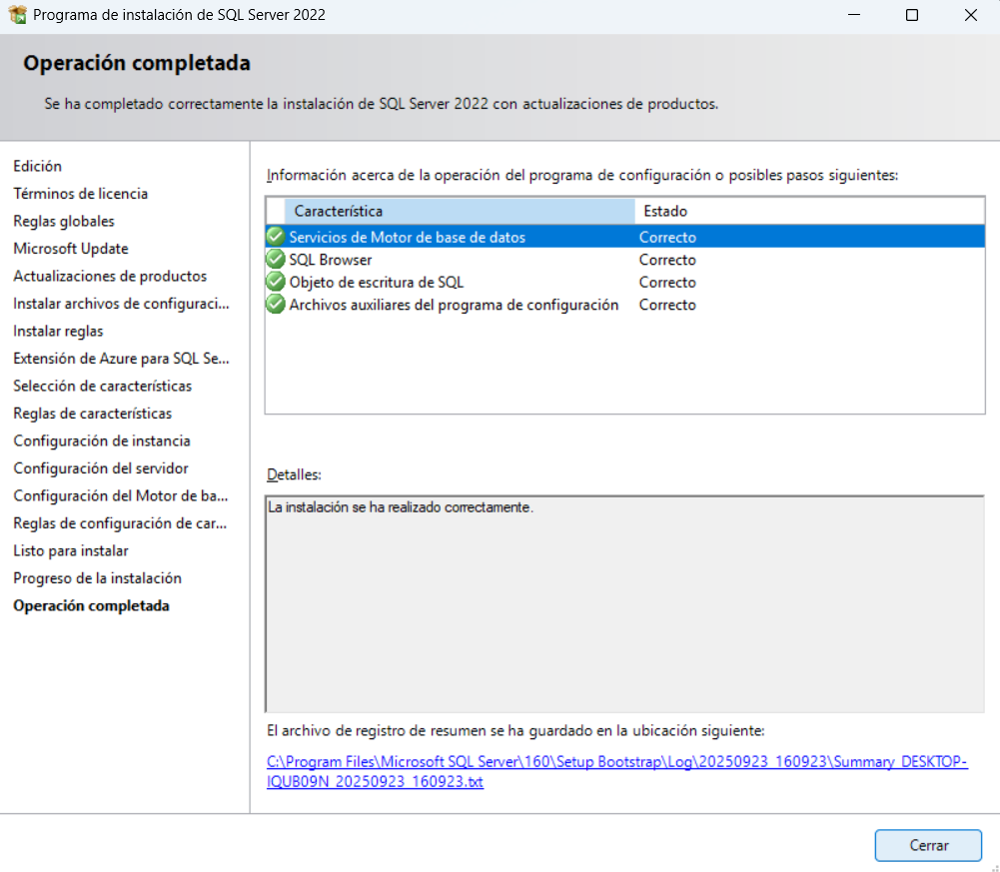 Programa de instalación de SQL Server 2022
Operación completada
Se ha completado correctamente la instalación de SQL Server 2022 con actualizaciones de productos.
Edición
Términos de licencia
Reglas globales
Microsoft Update
Actualizaciones de productos
Instalar archivos de configuraci...
Instalar reglas
Extensión de Azure para SQL Se...
Selección de características
Reglas de características
Configuración de instancia
Configuración del servidor
Configuración del Motor de ba...
Reglas de configuración de car...
Listo para instalar
Progreso de la instalación
Operación completada
Información acerca de la operación del programa de configuración o posibles pasos siguientes:
Característica Estado
Servicios de Motor de base de datos Correcto
SQL Browser Correcto
Objeto de escritura de SQL Correcto
Archivos auxiliares del programa de configuración Correcto
Detalles:
La instalación se ha realizado correctamente.
El archivo de registro de resumen se ha guardado en la ubicación siguiente:
C:\Program Files\Microsoft SQL Server\160\Setup Bootstrap\Log\20250923_160923\Summary_DESKTOP-
IQUB09N_20250923_160923.txt
Cerrar